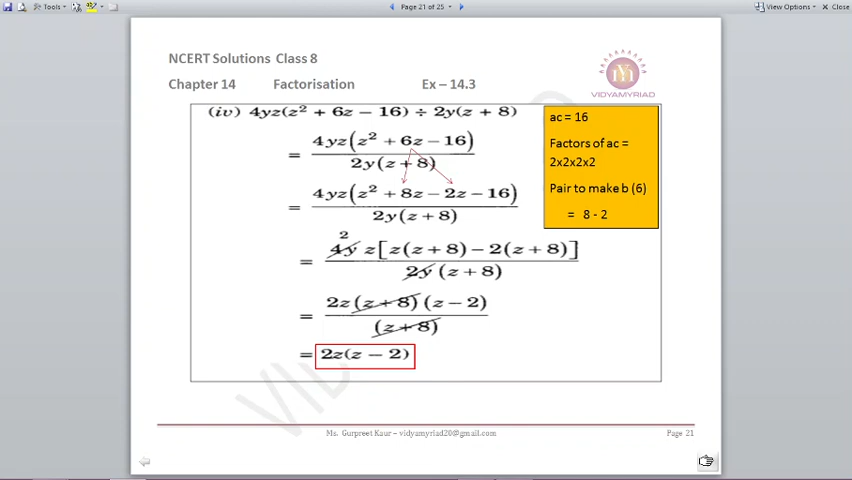 Tools
Page 21 of 25
View Options
Close
NCERT Solutions Class 8
Chapter 14 Factorisation Ex – 14.3
VIDYAMYRIAD
(iv) 4yz(z² + 6z − 16) ÷ 2y(z + 8)
= 4yz(z² + 6z − 16)
2y(z + 8)
= 4yz(z² + 8z − 2z − 16)
2y(z + 8)
2
= 4y z[z(z + 8) − 2(z + 8)]
2y (z + 8)
= 2z (z + 8) (z − 2)
(z + 8)
= 2z(z − 2)
ac = 16
Factors of ac =
2x2x2x2
Pair to make b (6)
= 8 - 2
Ms. Gurpreet Kaur – vidyamyriad20@gmail.com
Page 21